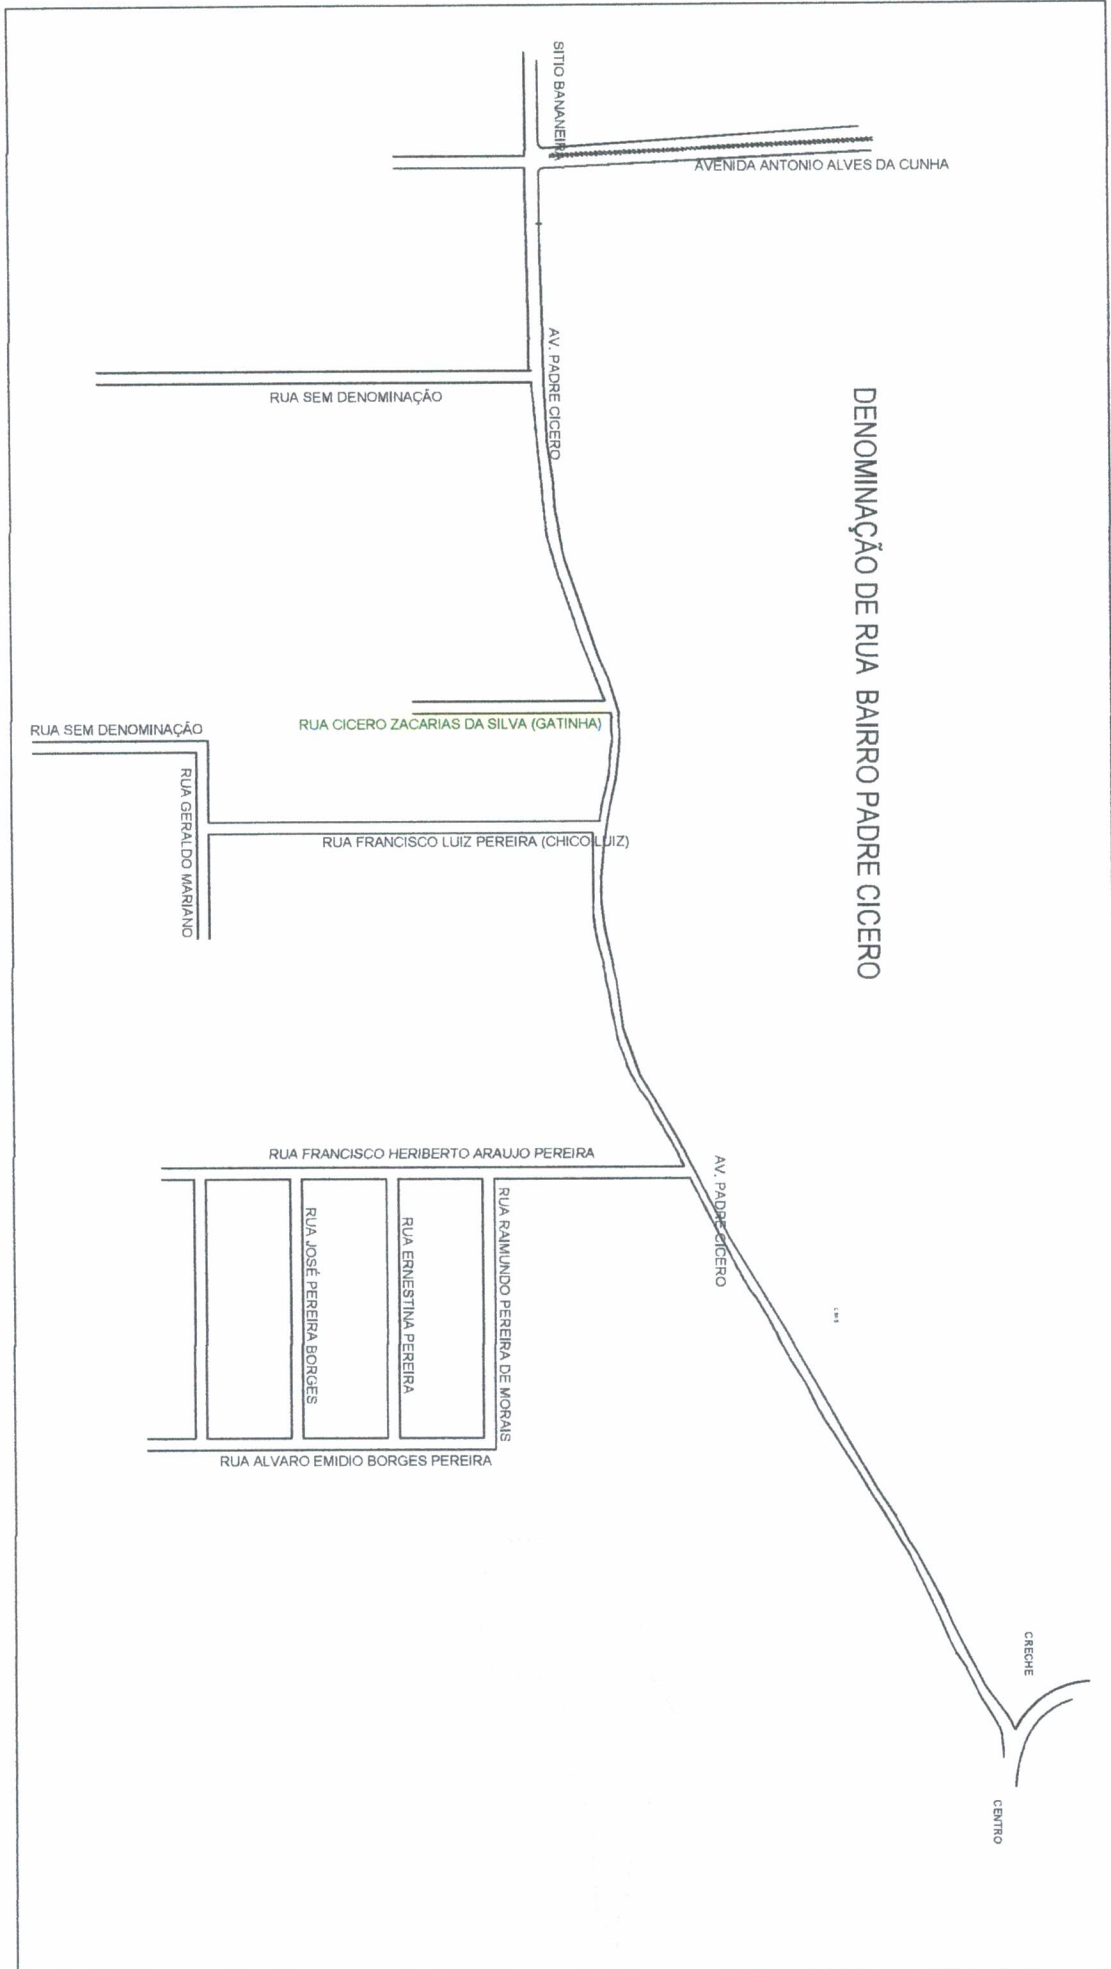 SITIO BANANEIRA
AVENIDA ANTONIO ALVES DA CUNHA
AV. PADRE CICERO
RUA SEM DENOMINAÇÃO
DENOMINAÇÃO DE RUA BAIRRO PADRE CICERO
RUA CICERO ZACARIAS DA SILVA (GATINHA)
RUA SEM DENOMINAÇÃO
RUA GERALDO MARIANO
RUA FRANCISCO LUIZ PEREIRA (CHICO LUIZ)
RUA FRANCISCO HERIBERTO ARAUJO PEREIRA
AV. PADRE CICERO
RUA RAIMUNDO PEREIRA DE MORAIS
RUA ERNESTINA PEREIRA
RUA JOSÉ PEREIRA BORGES
RUA ALVARO EMIDIO BORGES PEREIRA
CRECHE
CENTRO